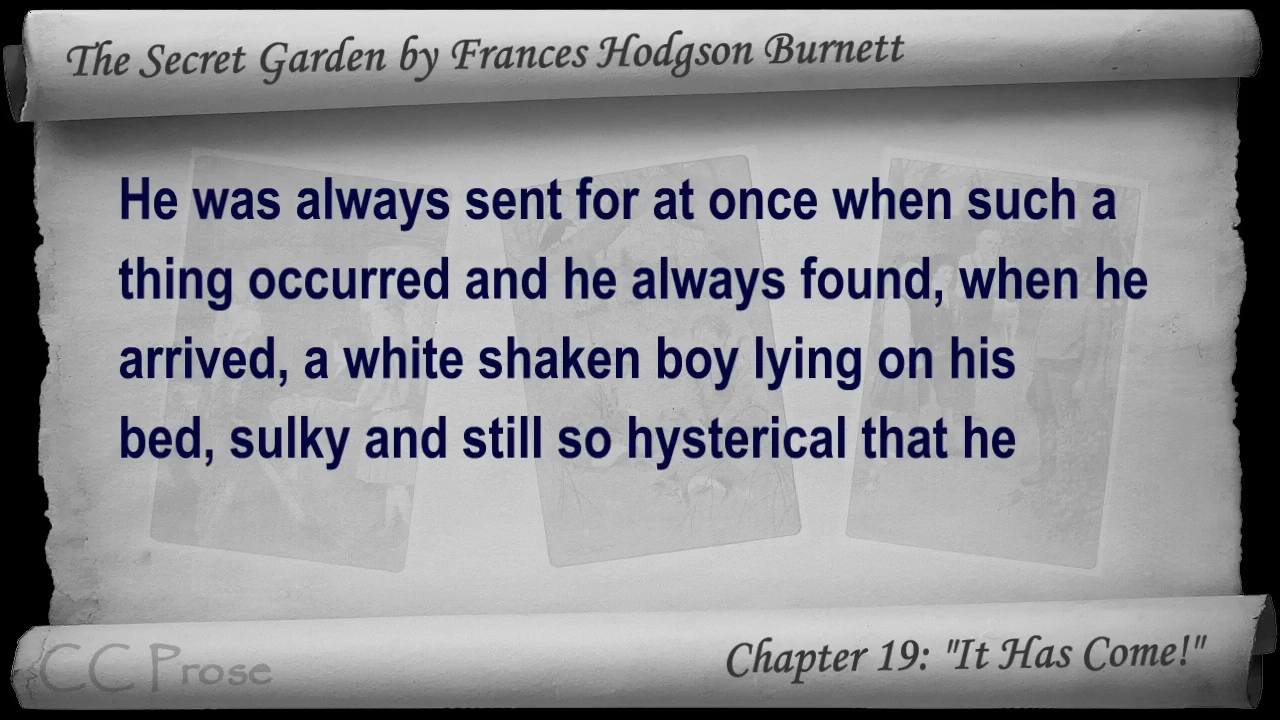 The Secret Garden by Frances Hodgson Burnett
He was always sent for at once when such a
thing occurred and he always found, when he
arrived, a white shaken boy lying on his
bed, sulky and still so hysterical that he
CC Prose
Chapter 19: "It Has Come!"